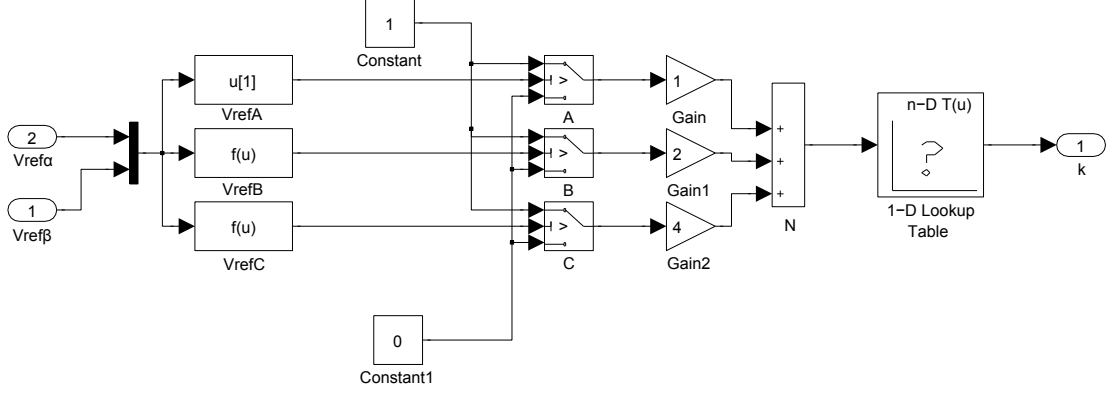 1
Constant
u[1]
VrefA
>
A
1
Gain
2
Vrefα
f(u)
VrefB
>
B
2
Gain1
1
Vrefβ
f(u)
VrefC
>
C
4
Gain2
+
+
+
N
n−D T(u)
?
1−D Lookup
Table
1
k
0
Constant1